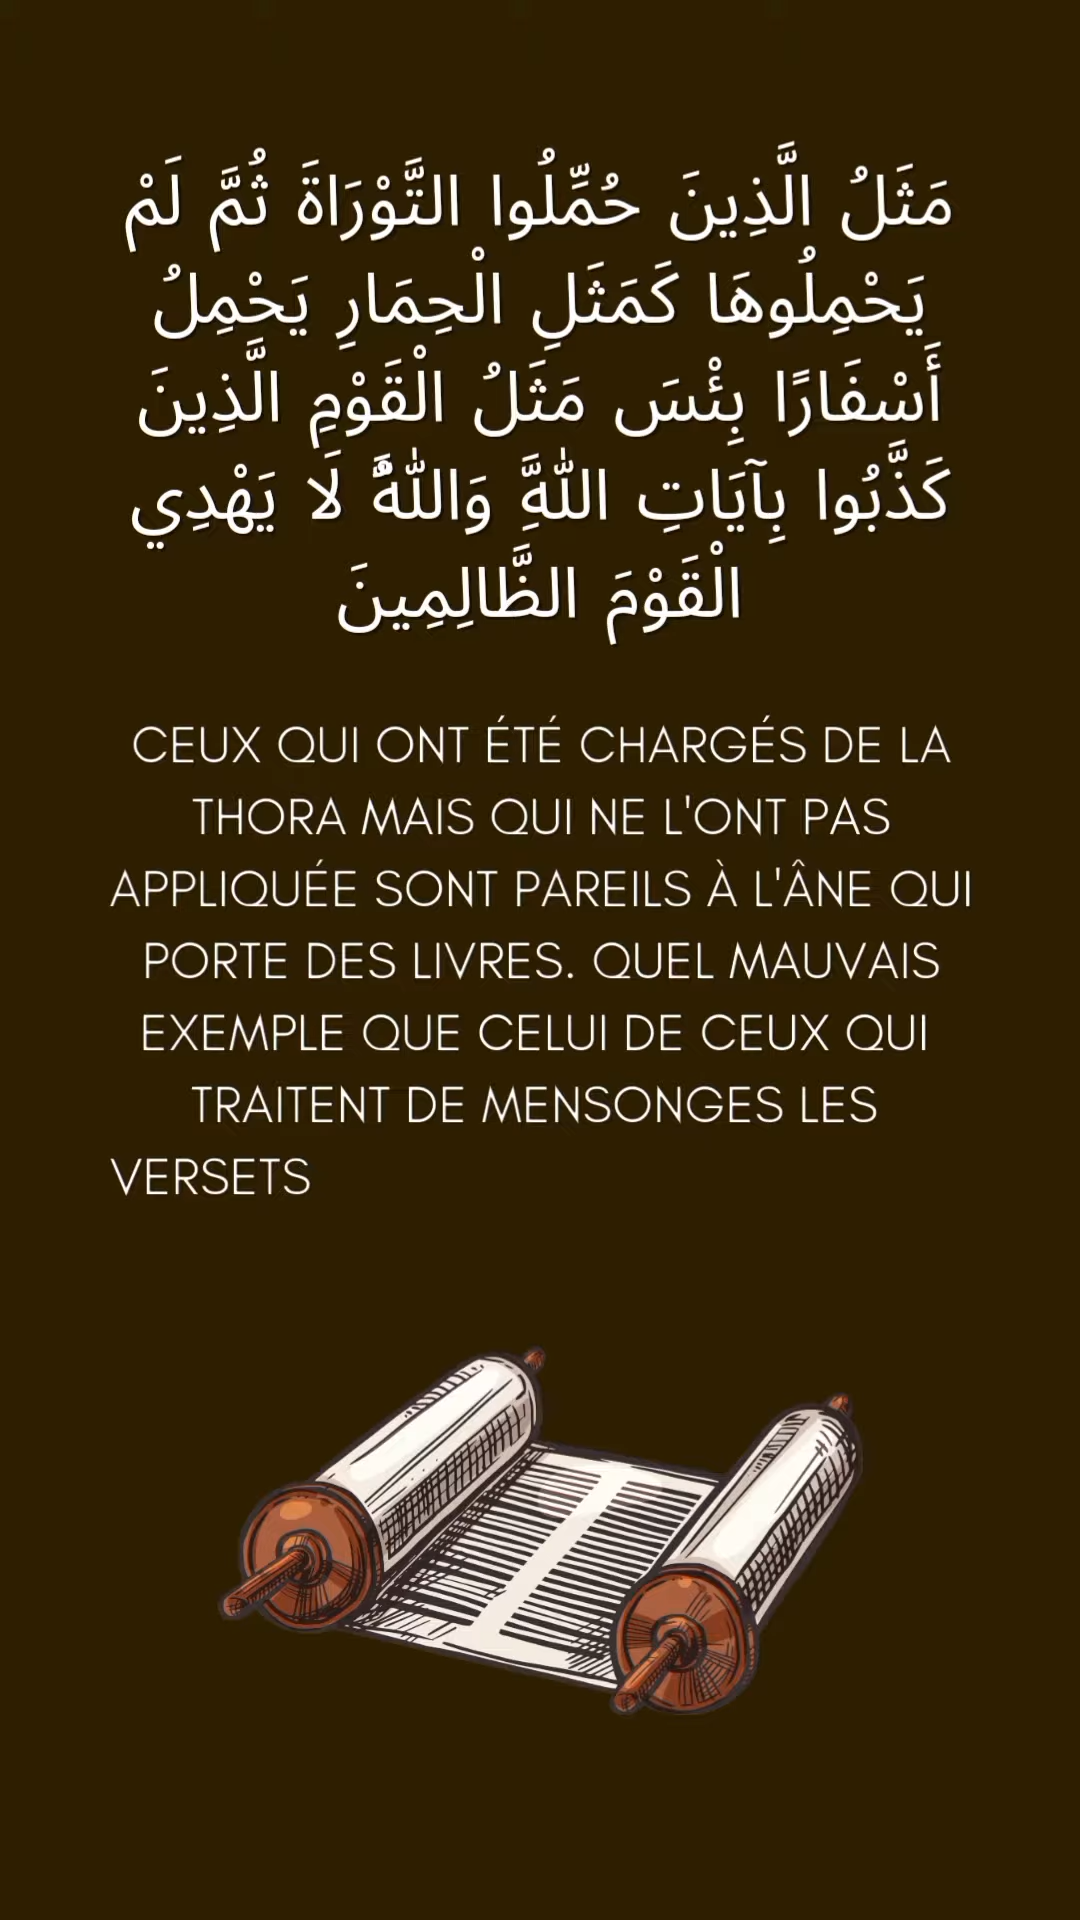 مَثَلُ الَّذِينَ حُمِّلُوا التَّوْرَاةَ ثُمَّ لَمْ
يَحْمِلُوهَا كَمَثَلِ الْحِمَارِ يَحْمِلُ
أَسْفَارًا بِئْسَ مَثَلُ الْقَوْمِ الَّذِينَ
كَذَّبُوا بِآيَاتِ اللَّهِ وَاللَّهُ لَا يَهْدِي
الْقَوْمَ الظَّالِمِينَ
CEUX QUI ONT ÉTÉ CHARGÉS DE LA
THORA MAIS QUI NE L'ONT PAS
APPLIQUÉE SONT PAREILS À L'ÂNE QUI
PORTE DES LIVRES. QUEL MAUVAIS
EXEMPLE QUE CELUI DE CEUX QUI
TRAITENT DE MENSONGES LES
VERSETS